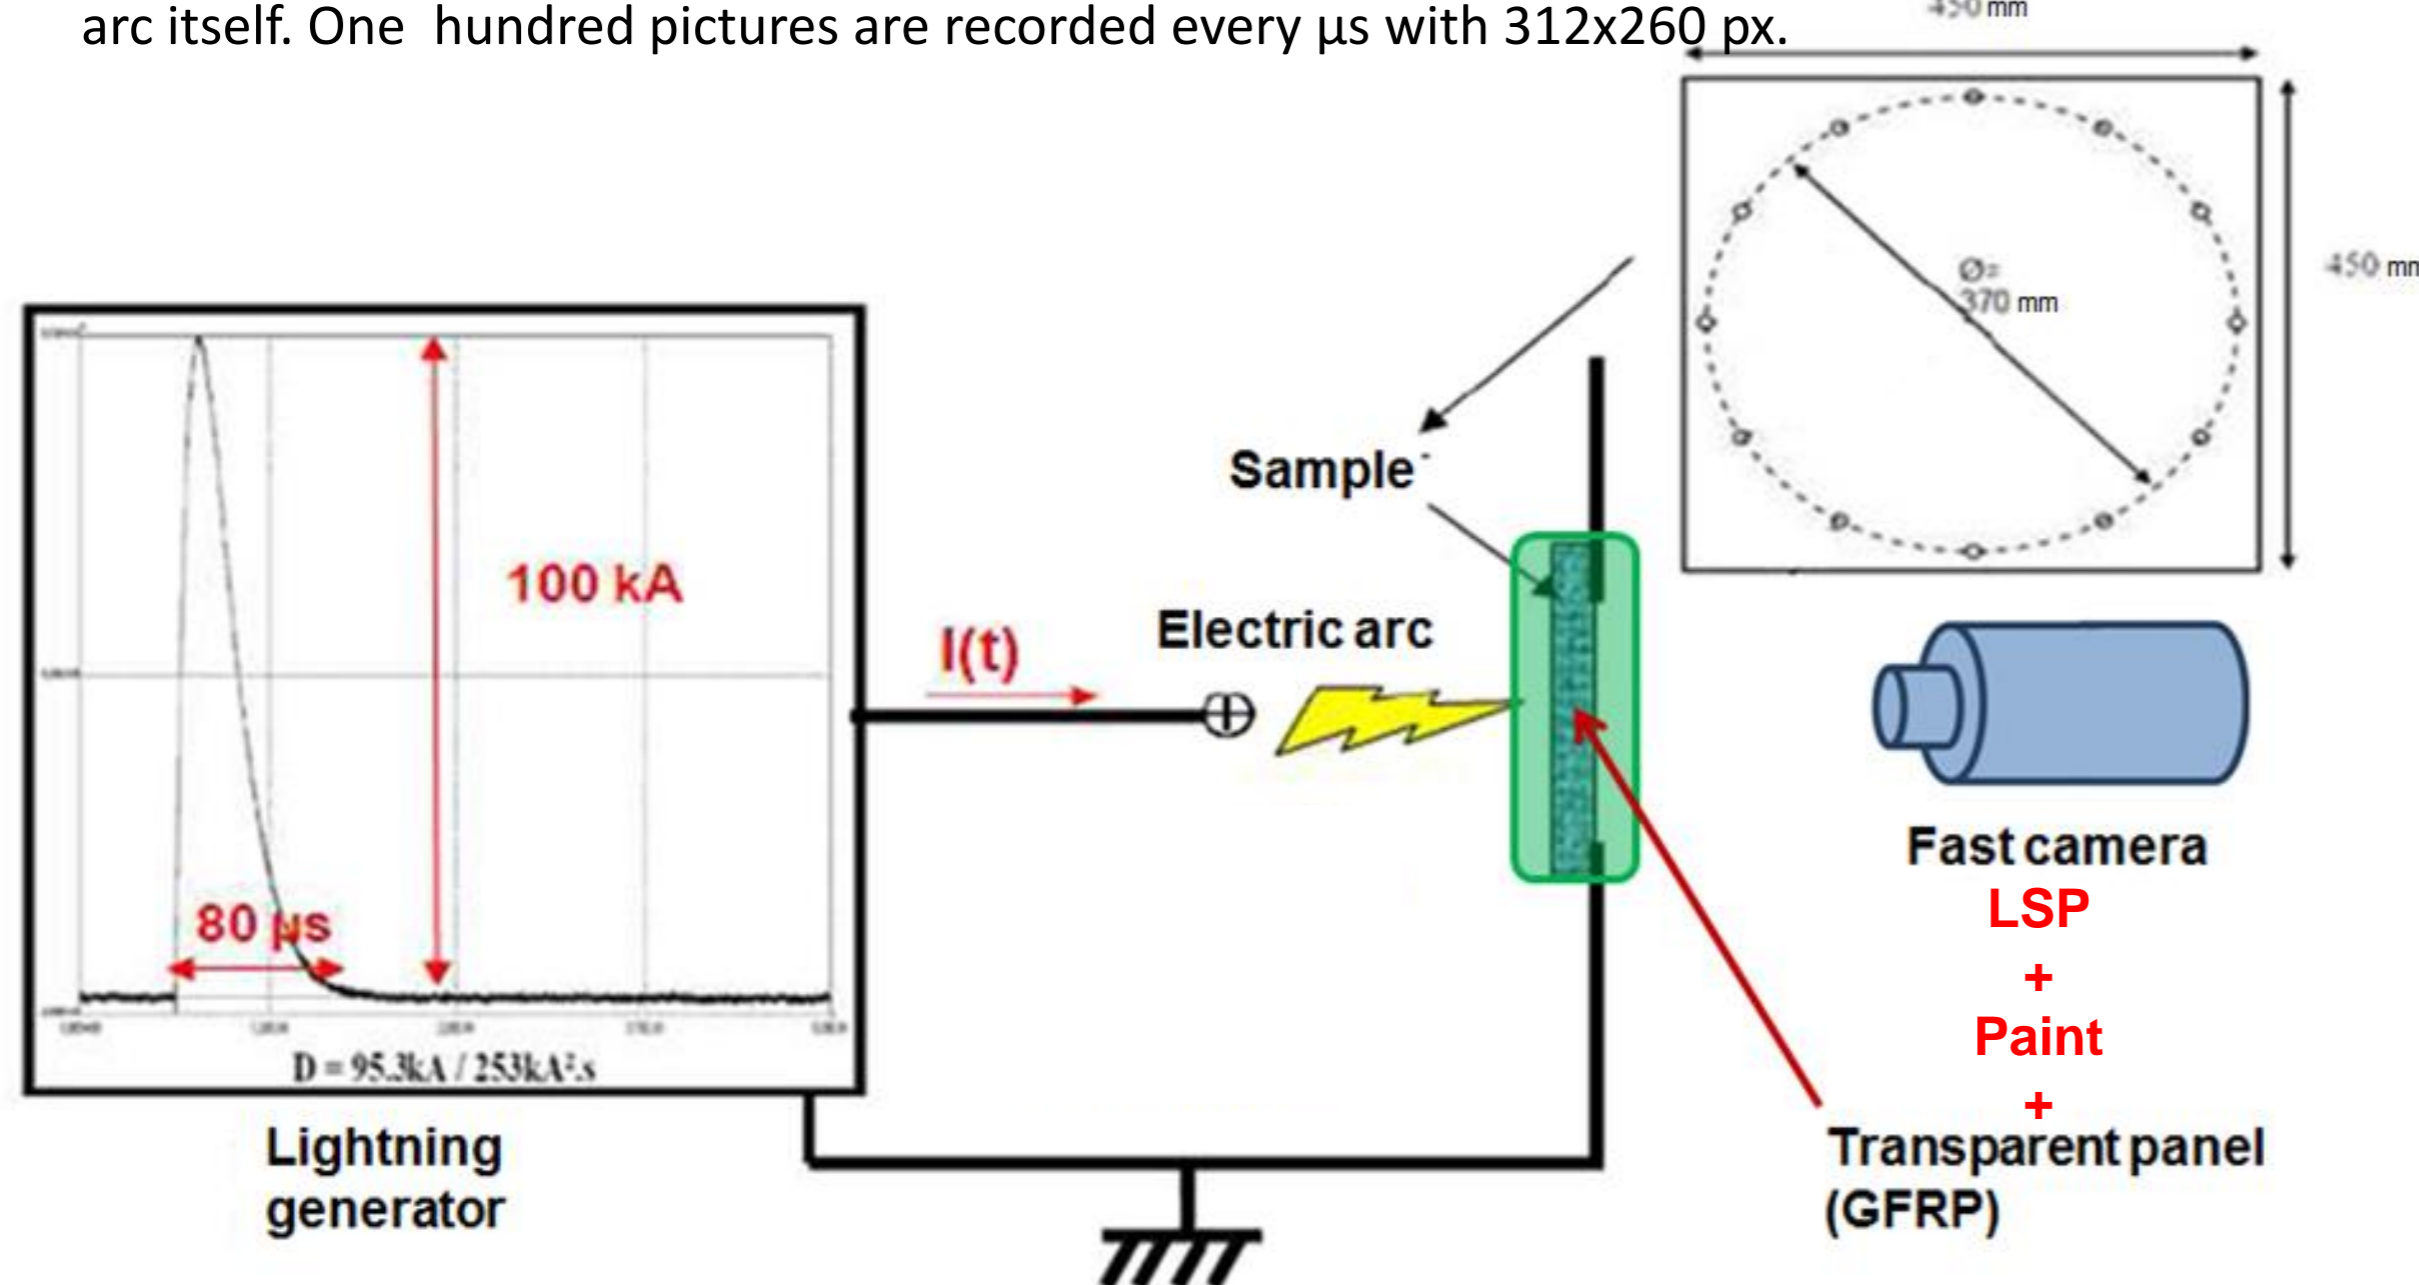 arc itself. One  hundred pictures are recorded every µs with 312x260 px.
450 mm
Ø=
370 mm
450 mm
Sample
100 kA
I(t)
Electric arc
80 µs
D = 95.3kA / 253kA².s
Lightning
generator
Fast camera
LSP
+
Paint
+
Transparent panel
(GFRP)